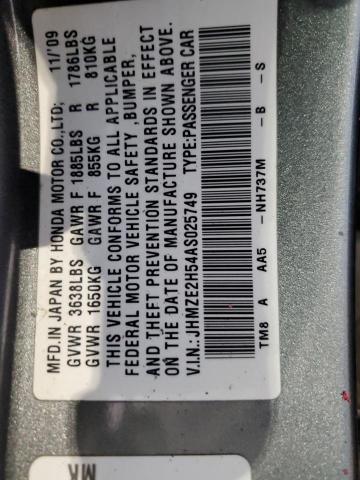 MFD.IN JAPAN BY HONDA MOTOR CO.,LTD. 11/'09
GVWR 3638LBS GAWR F 1885LBS R 1786LBS
GVWR 1650KG GAWR F 855KG R 810KG
THIS VEHICLE CONFORMS TO ALL APPLICABLE
FEDERAL MOTOR VEHICLE SAFETY ,BUMPER,
AND THEFT PREVENTION STANDARDS IN EFFECT
ON THE DATE OF MANUFACTURE SHOWN ABOVE.
V.I.N.: JHMZE2H54AS025749 TYPE:PASSENGER CAR
TM8 A AA5 -NH737M -B -S
MK